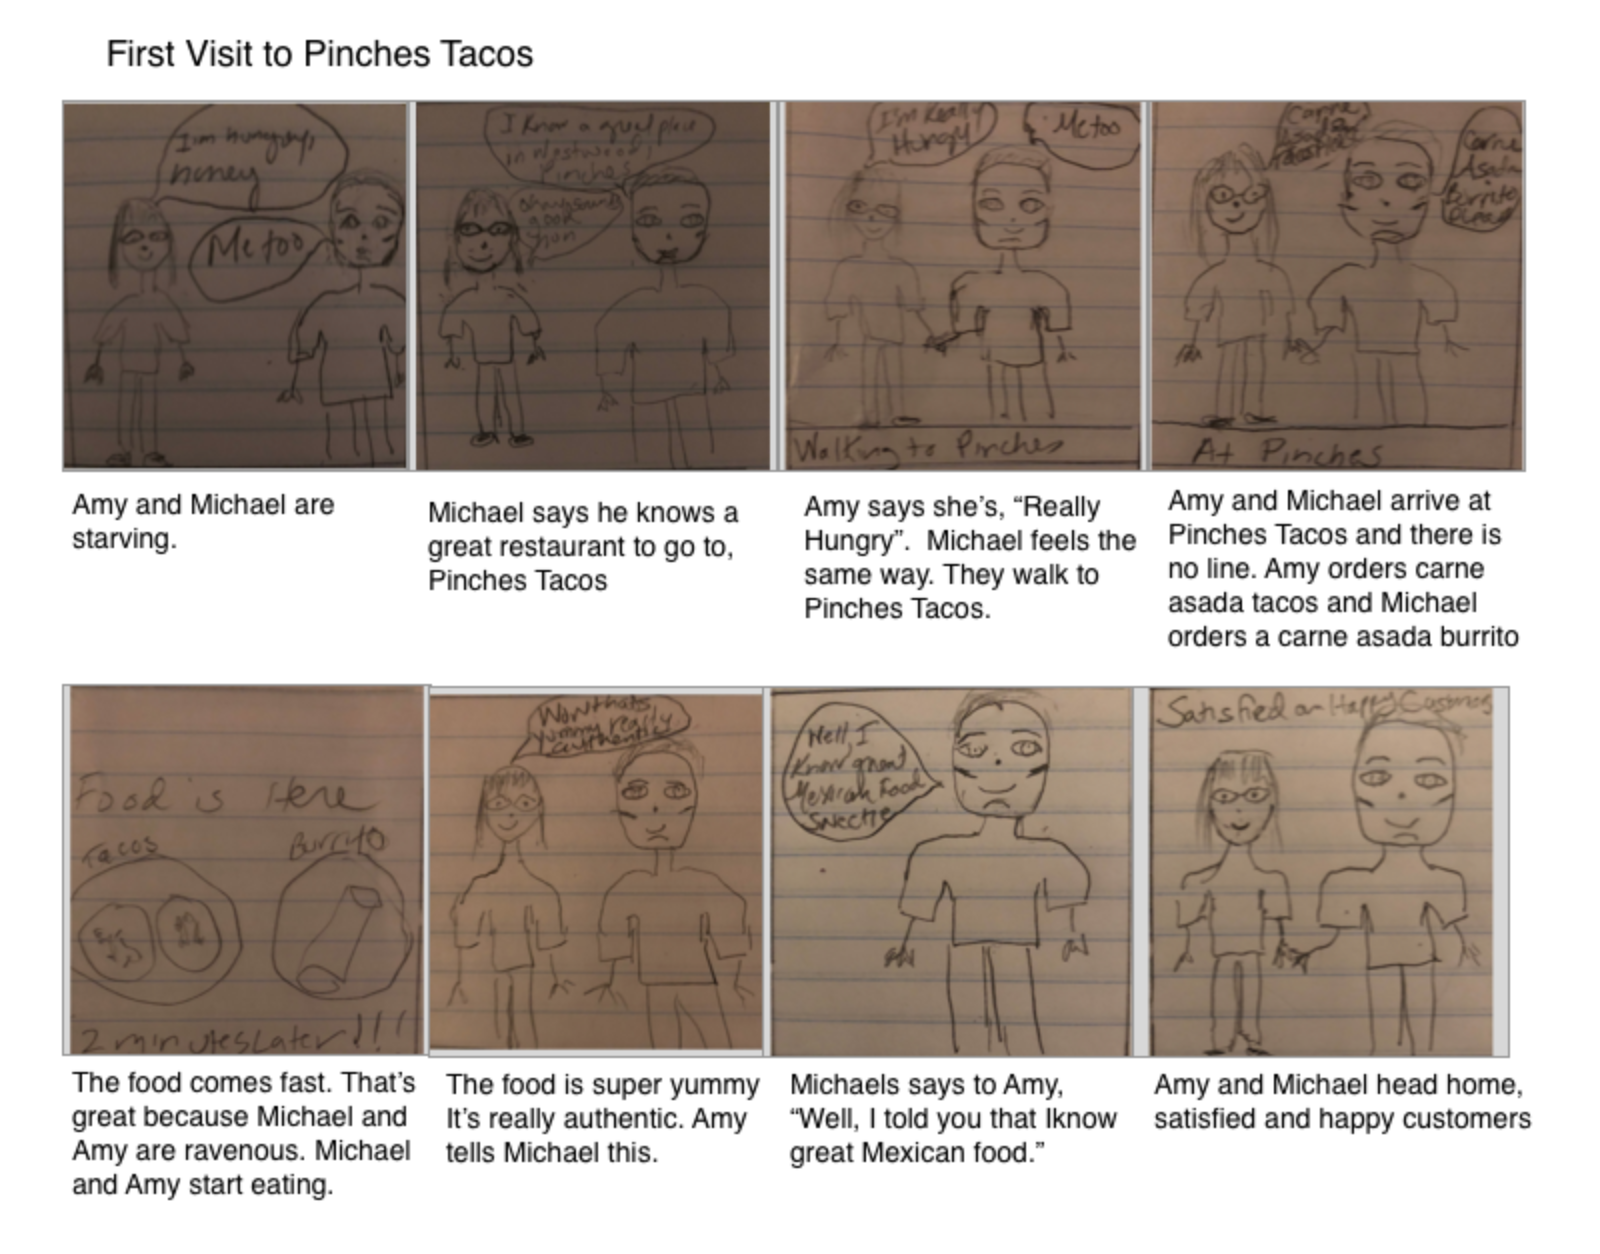 First Visit to Pinches Tacos
I'm hungry,
honey
Me too
I Know a great place
in Westwood,
Pinches
good
hun
I'm Really
Hungry!
Me too
Walking to Pinches
Carne
Asada
Carne
Asada
Burrito
At Pinches
Amy and Michael are
starving.
Michael says he knows a
great restaurant to go to,
Pinches Tacos
Amy says she's, “Really
Hungry”. Michael feels the
same way. They walk to
Pinches Tacos.
Amy and Michael arrive at
Pinches Tacos and there is
no line. Amy orders carne
asada tacos and Michael
orders a carne asada burrito
Food is Here
Tacos
Burrito
2 minutes Later!!!
Wow thats
yummy really
authentic
Well, I
Know great
Mexican Food
Satisfied an Happy Customers
The food comes fast. That's
great because Michael and
Amy are ravenous. Michael
and Amy start eating.
The food is super yummy
It's really authentic. Amy
tells Michael this.
Michaels says to Amy,
“Well, I told you that Iknow
great Mexican food.”
Amy and Michael head home,
satisfied and happy customers